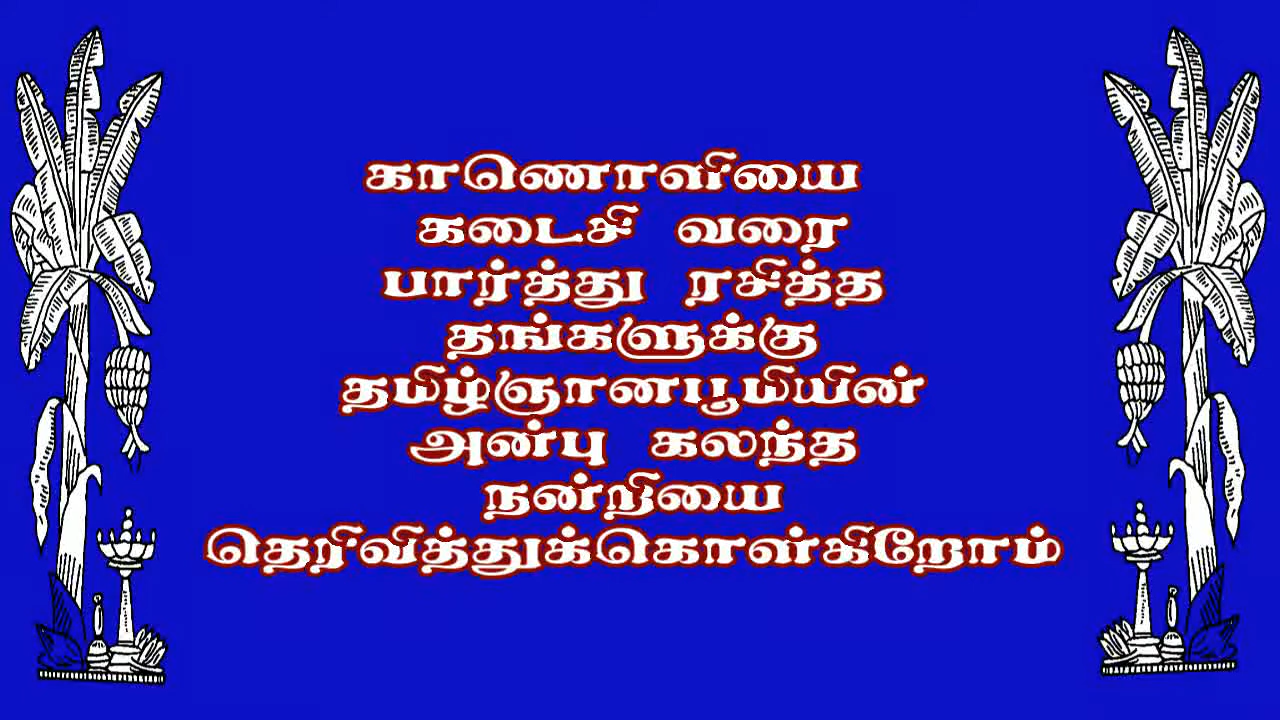 காணொளியை
கடைசி வரை
பார்த்து ரசித்த
தங்களுக்கு
தமிழ்ஞானபூமியின்
அன்பு கலந்த
நன்றியை
தெரிவித்துக்கொள்கிறோம்